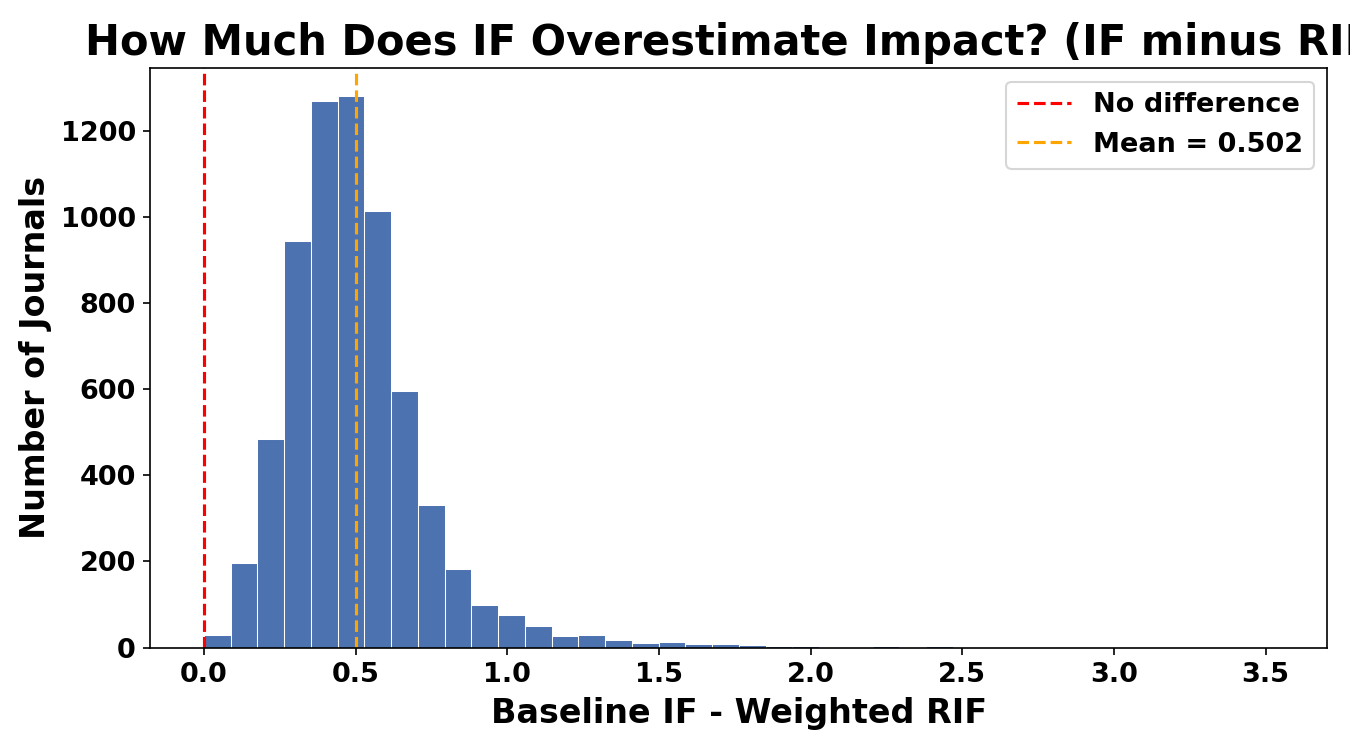 How Much Does IF Overestimate Impact? (IF minus RI
No difference
Mean = 0.502
Number of Journals
1200
1000
800
600
400
200
0
0.0 0.5 1.0 1.5 2.0 2.5 3.0 3.5
Baseline IF - Weighted RIF